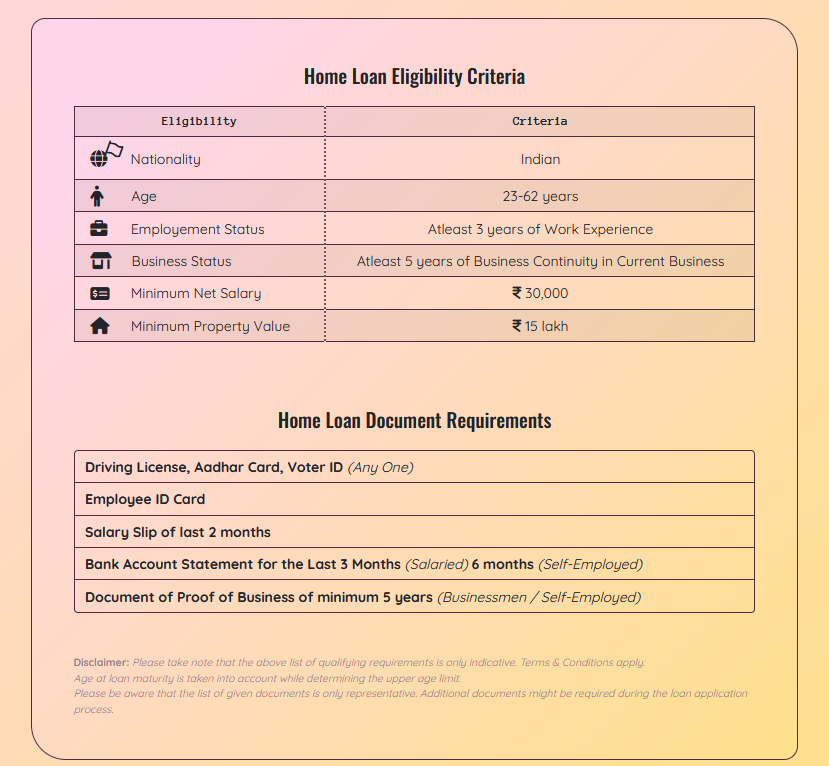 Home Loan Eligibility Criteria
Eligibility Criteria
Nationality Indian
Age 23-62 years
Employement Status Atleast 3 years of Work Experience
Business Status Atleast 5 years of Business Continuity in Current Business
Minimum Net Salary ₹ 30,000
Minimum Property Value ₹ 15 lakh
Home Loan Document Requirements
Driving License, Aadhar Card, Voter ID (Any One)
Employee ID Card
Salary Slip of last 2 months
Bank Account Statement for the Last 3 Months (Salaried) 6 months (Self-Employed)
Document of Proof of Business of minimum 5 years (Businessmen / Self-Employed)
Disclaimer: Please take note that the above list of qualifying requirements is only indicative. Terms & Conditions apply.
Age at loan maturity is taken into account while determining the upper age limit.
Please be aware that the list of given documents is only representative. Additional documents might be required during the loan application
process.